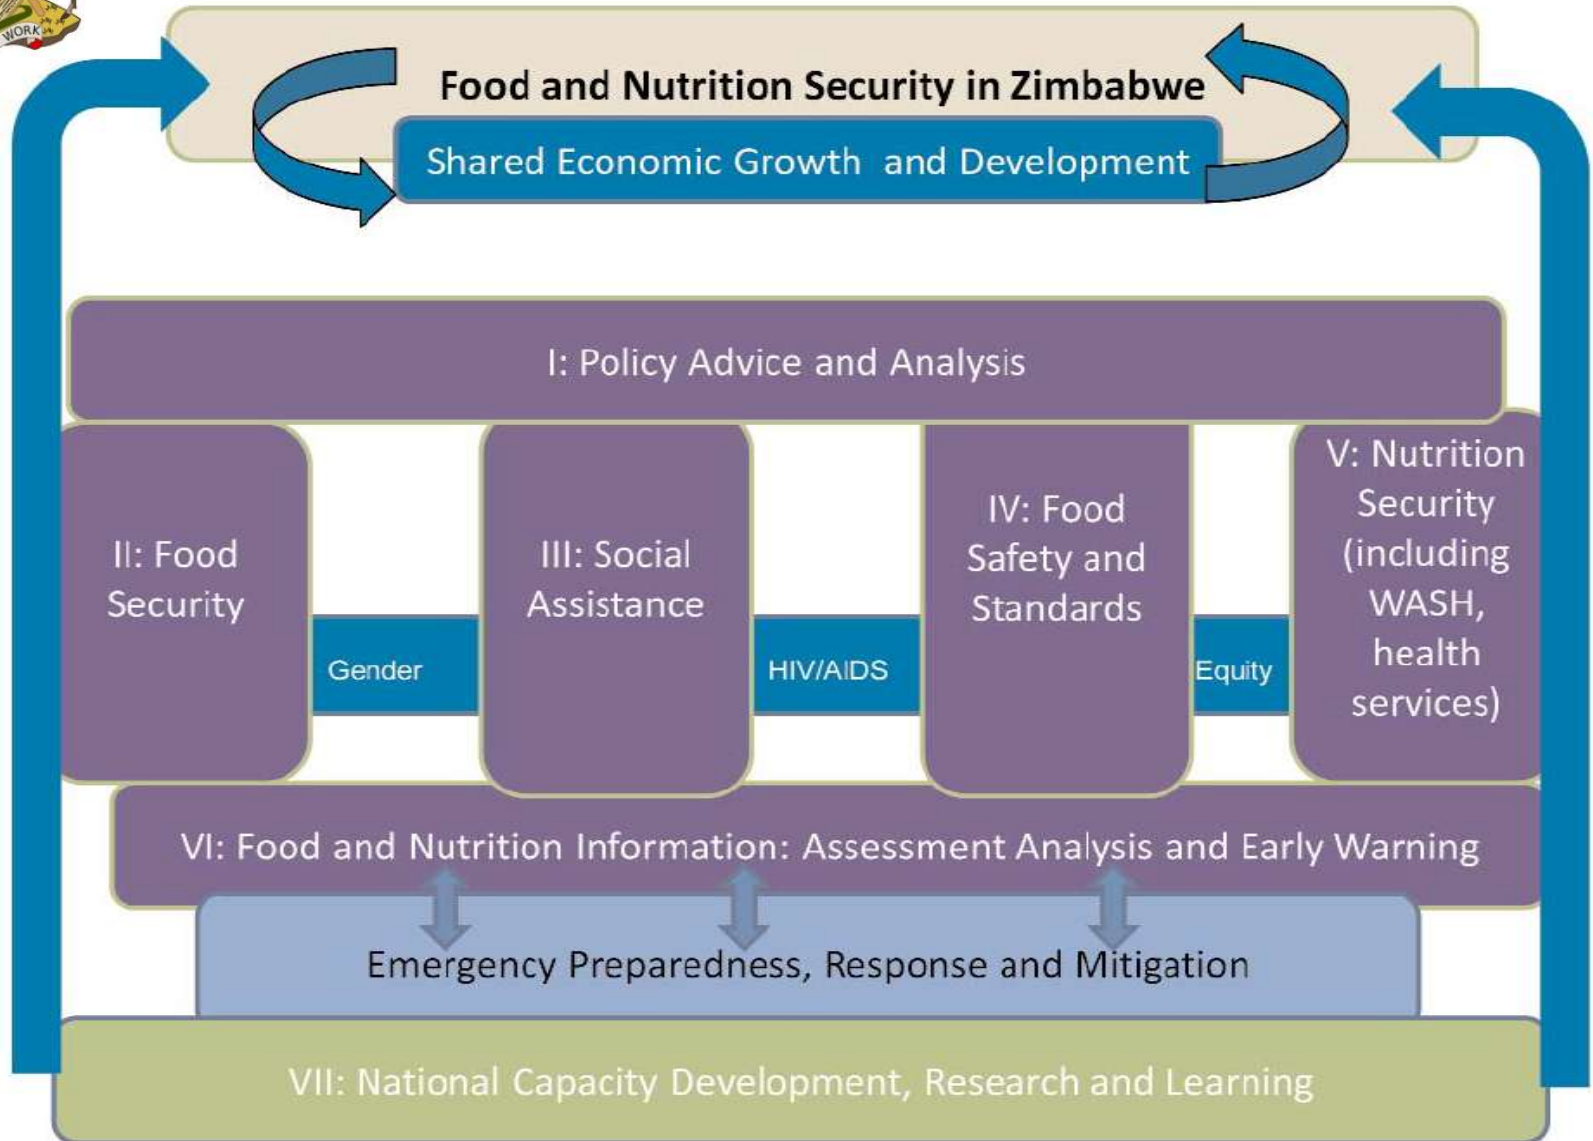 WORK
Food and Nutrition Security in Zimbabwe
Shared Economic Growth and Development
I: Policy Advice and Analysis
II: Food
Security
III: Social
Assistance
IV: Food
Safety and
Standards
V: Nutrition
Security
(including
WASH,
health
services)
Gender
HIV/AIDS
Equity
VI: Food and Nutrition Information: Assessment Analysis and Early Warning
Emergency Preparedness, Response and Mitigation
VII: National Capacity Development, Research and Learning